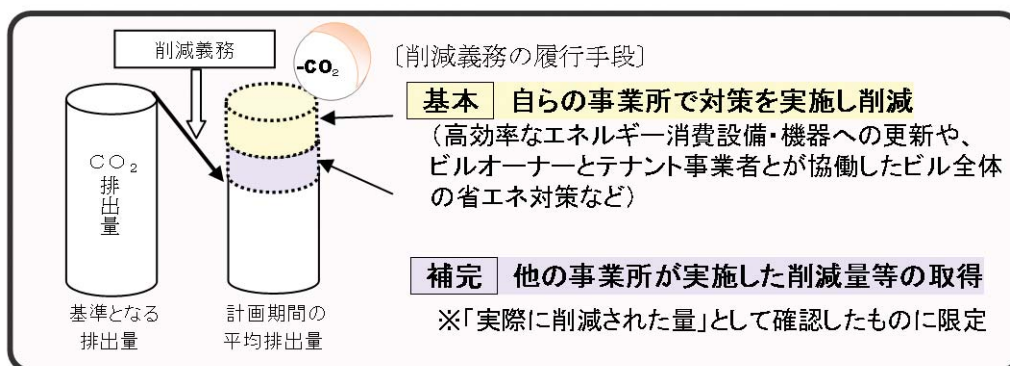 削減義務
-CO₂
〔削減義務の履行手段〕
基本 自らの事業所で対策を実施し削減
（高効率なエネルギー消費設備・機器への更新や、
ビルオーナーとテナント事業者とが協働したビル全体
の省エネ対策など）
CO₂
排出量
補完 他の事業所が実施した削減量等の取得
※「実際に削減された量」として確認したものに限定
基準となる
排出量
計画期間の
平均排出量